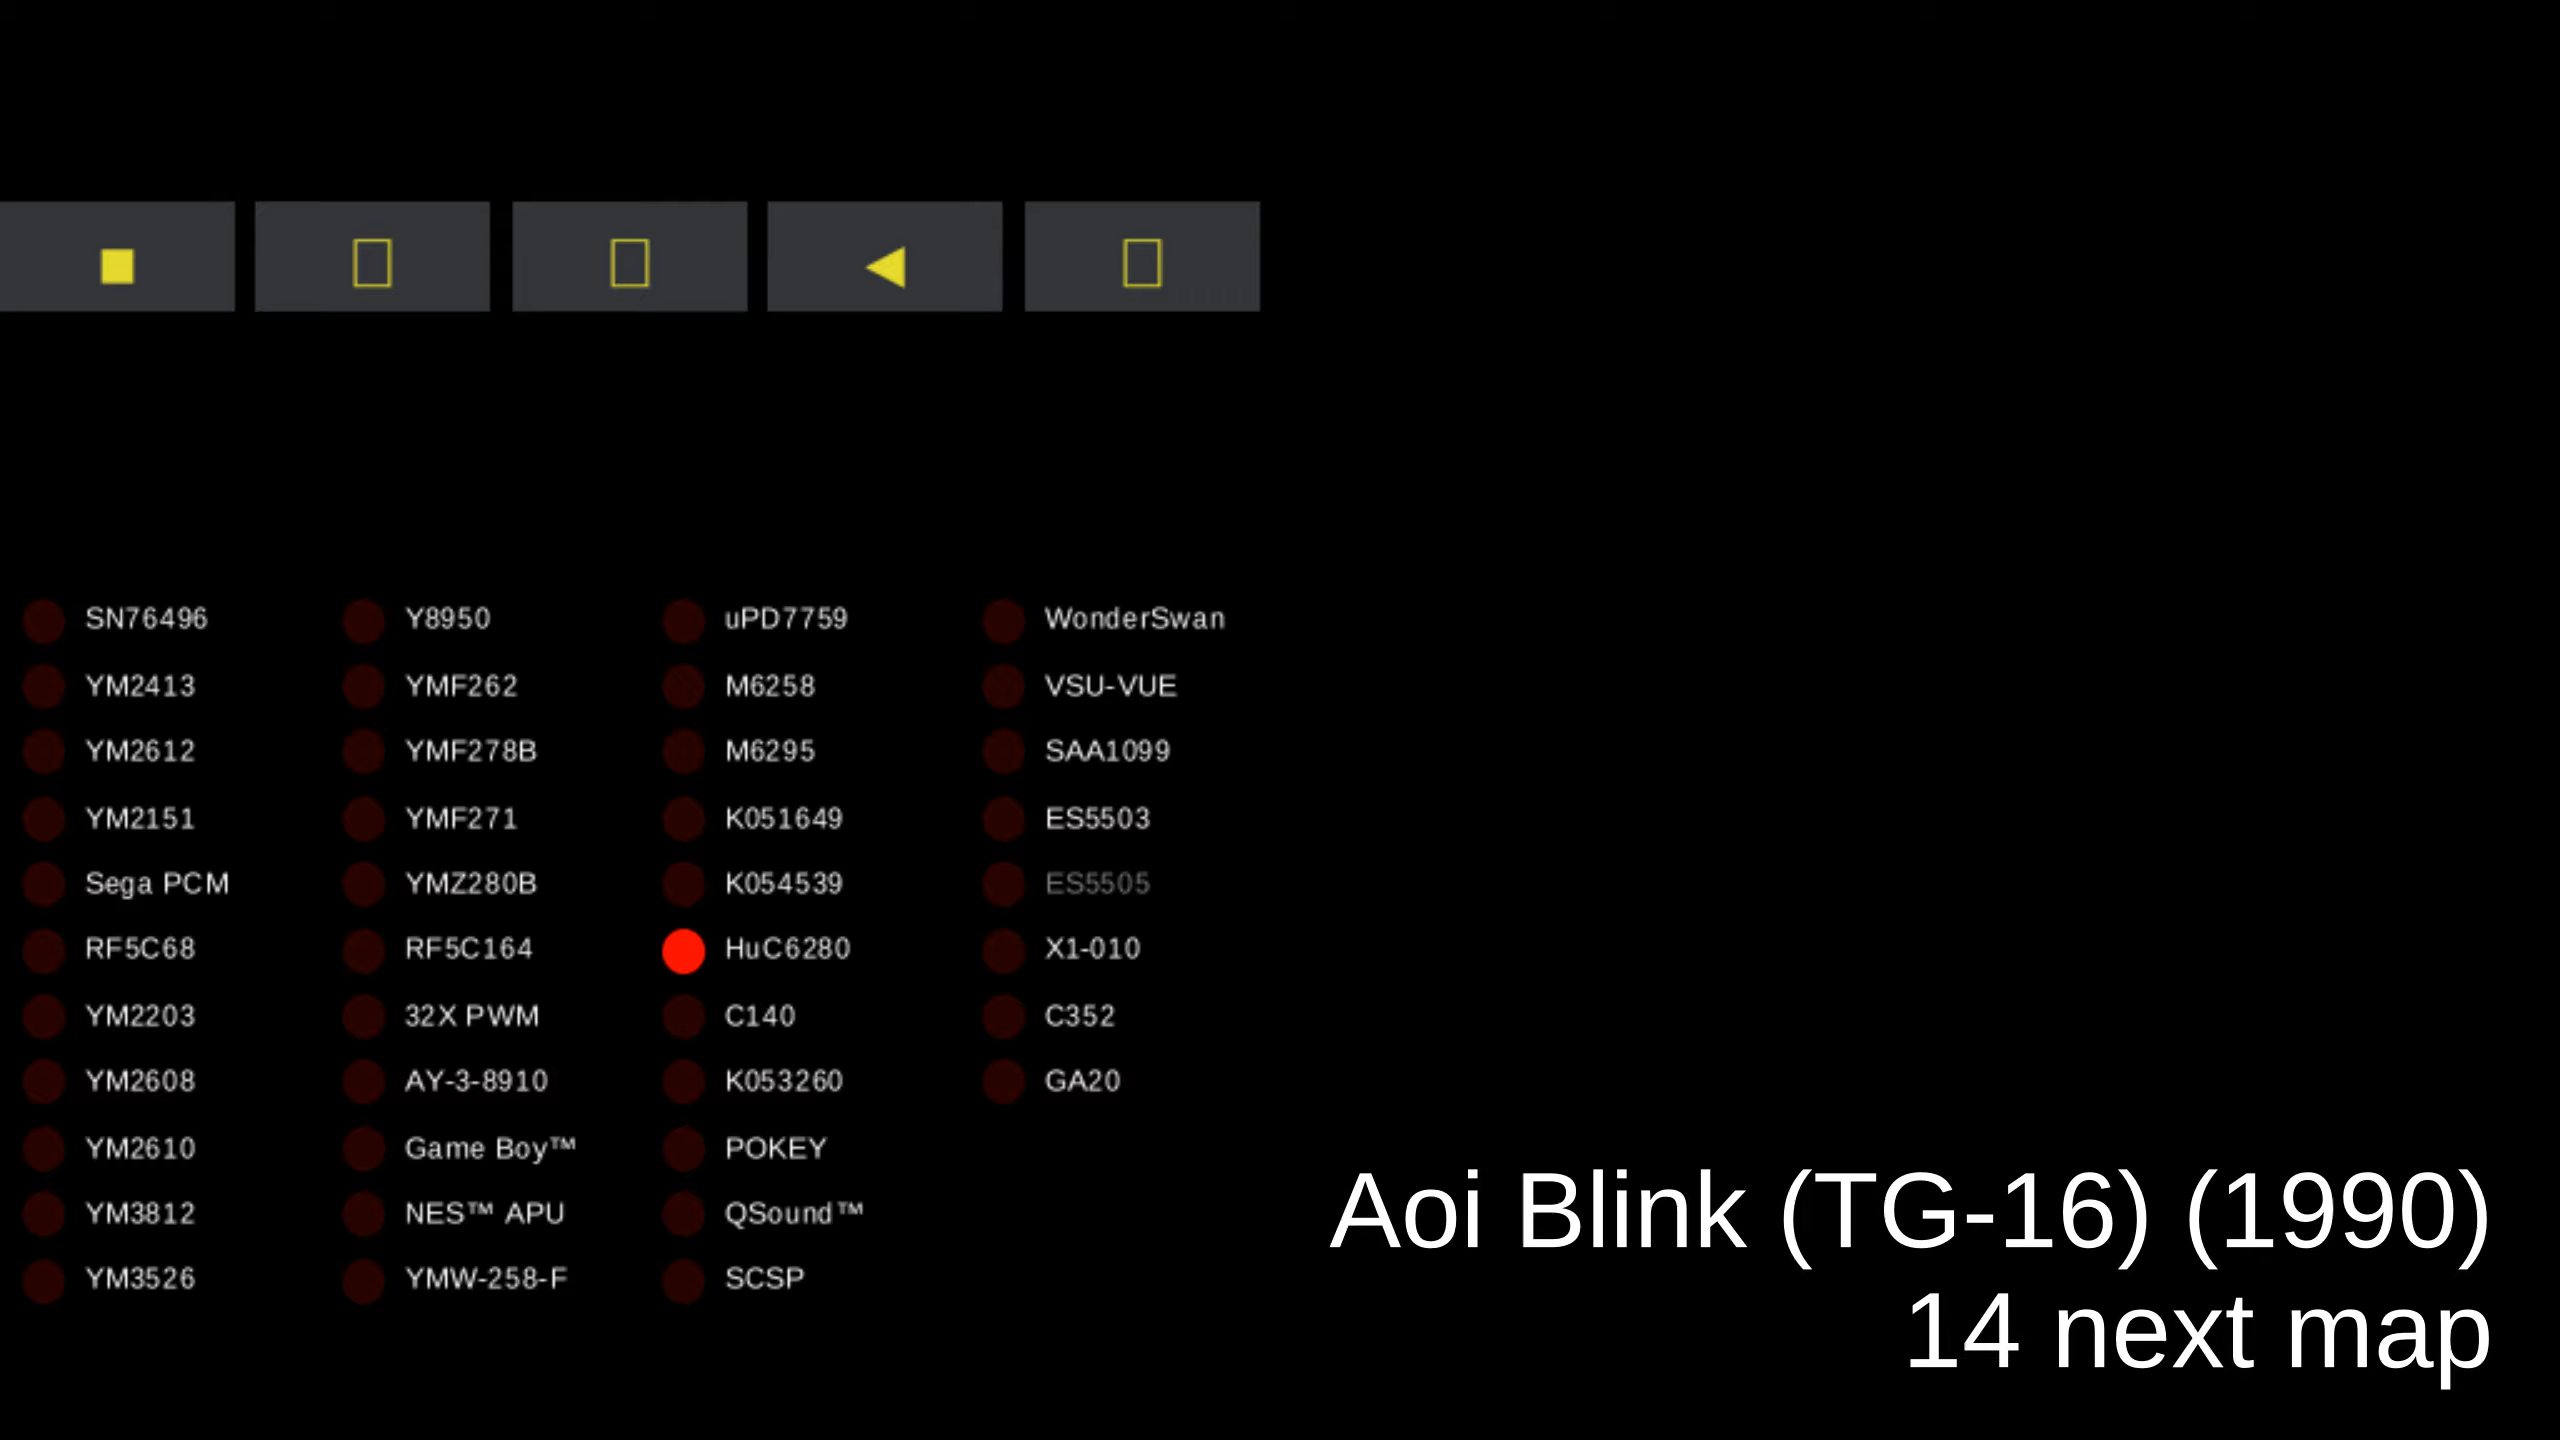 SN76496
YM2413
YM2612
YM2151
Sega PCM
RF5C68
YM2203
YM2608
YM2610
YM3812
YM3526
Y8950
YMF262
YMF278B
YMF271
YMZ280B
RF5C164
32X PWM
AY-3-8910
Game Boy™
NES™ APU
YMW-258-F
uPD7759
M6258
M6295
K051649
K054539
HuC6280
C140
K053260
POKEY
QSound™
SCSP
WonderSwan
VSU-VUE
SAA1099
ES5503
ES5505
X1-010
C352
GA20
Aoi Blink (TG-16) (1990)
14 next map